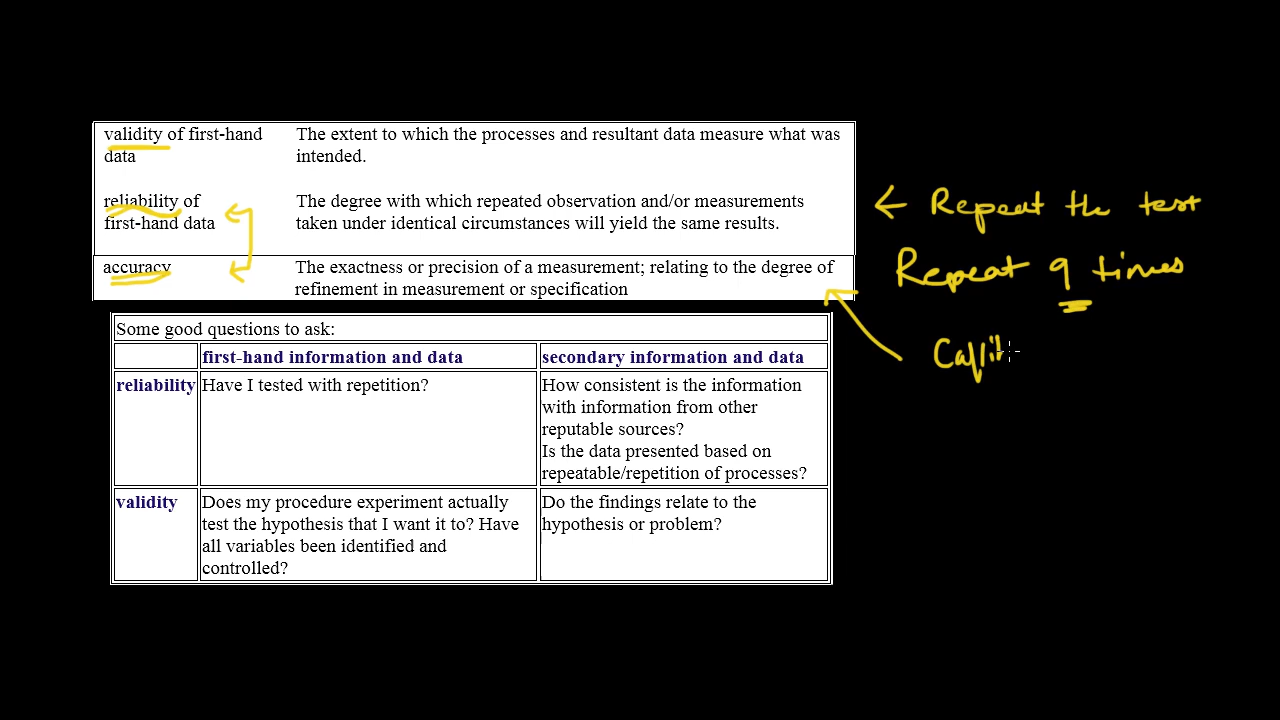 validity of first-hand data
The extent to which the processes and resultant data measure what was intended.
reliability of first-hand data
The degree with which repeated observation and/or measurements taken under identical circumstances will yield the same results.
← Repeat the test
accuracy
The exactness or precision of a measurement; relating to the degree of refinement in measurement or specification
Repeat 9 times
Some good questions to ask:
first-hand information and data
secondary information and data
reliability
Have I tested with repetition?
How consistent is the information
with information from other
reputable sources?
Is the data presented based on
repeatable/repetition of processes?
validity
Does my procedure experiment actually
test the hypothesis that I want it to? Have
all variables been identified and
controlled?
Do the findings relate to the
hypothesis or problem?